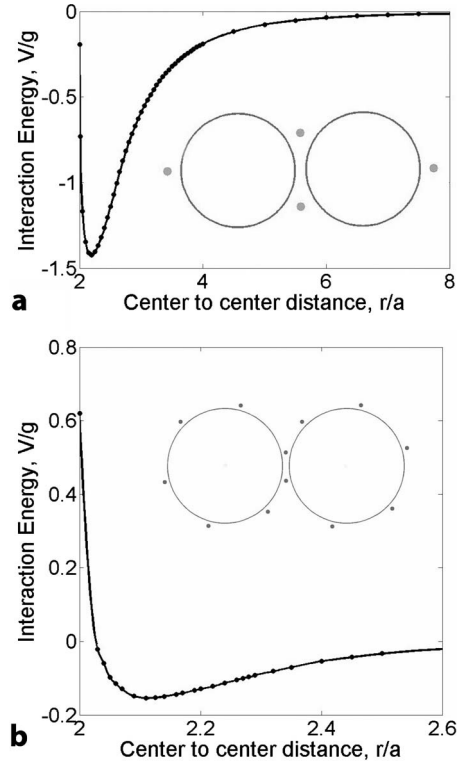 0
-0.5
-1
-1.5
2 4 6 8
Interaction Energy, V/g
Center to center distance, r/a
a
0.8
0.6
0.4
0.2
0
-0.2
2 2.2 2.4 2.6
Interaction Energy, V/g
Center to center distance, r/a
b